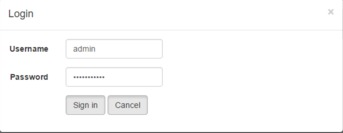 Login ×
Username admin
Password •••••••••••
Sign in Cancel